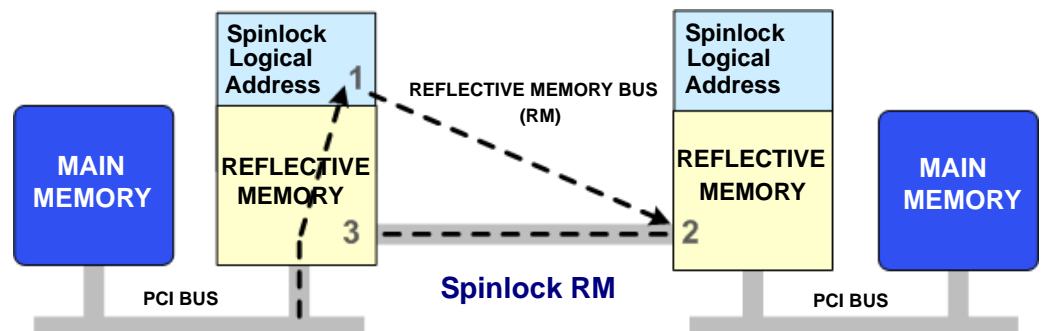 Spinlock
Logical
Address
1
REFLECTIVE MEMORY BUS
(RM)
Spinlock
Logical
Address
MAIN
MEMORY
REFLECTIVE
MEMORY
3
REFLECTIVE
MEMORY
2
MAIN
MEMORY
PCI BUS
Spinlock RM
PCI BUS